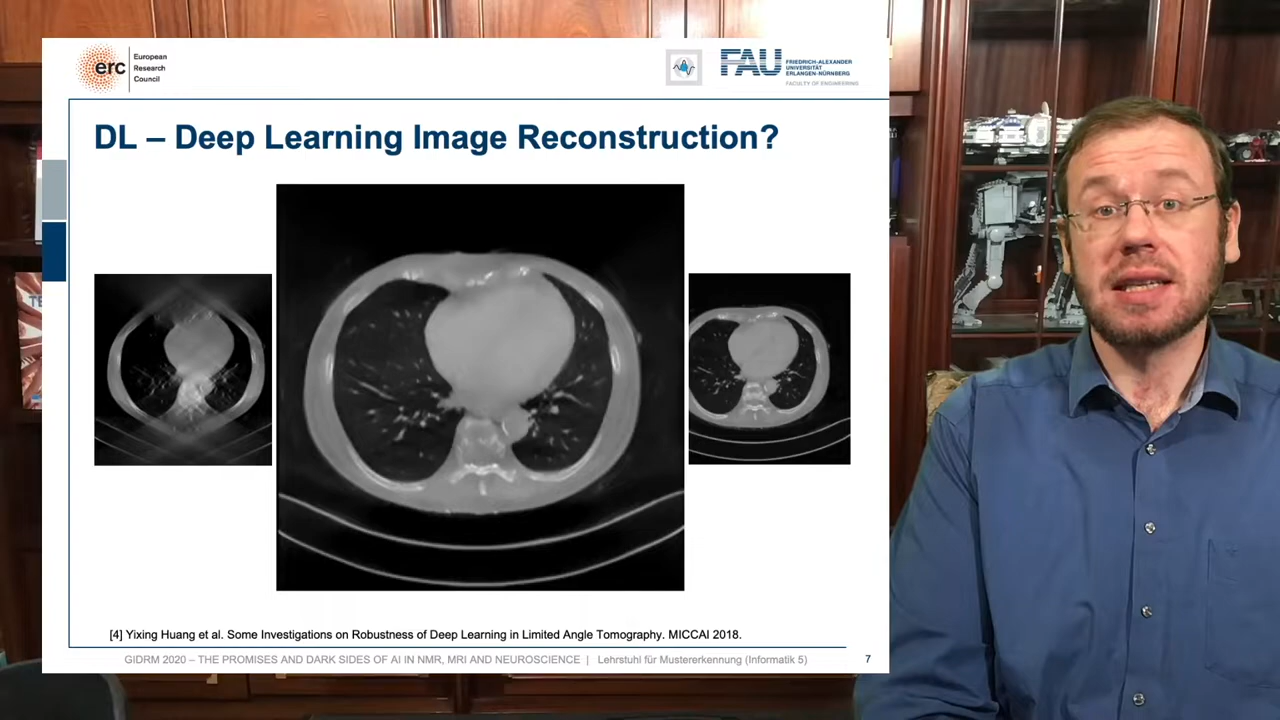 erc
European
Research
Council
FAU
FRIEDRICH-ALEXANDER
UNIVERSITÄT
ERLANGEN-NÜRNBERG
FACULTY OF ENGINEERING
DL – Deep Learning Image Reconstruction?
TE
[4] Yixing Huang et al. Some Investigations on Robustness of Deep Learning in Limited Angle Tomography. MICCAI 2018.
GIDRM 2020 – THE PROMISES AND DARK SIDES OF AI IN NMR, MRI AND NEUROSCIENCE | Lehrstuhl für Mustererkennung (Informatik 5)
7